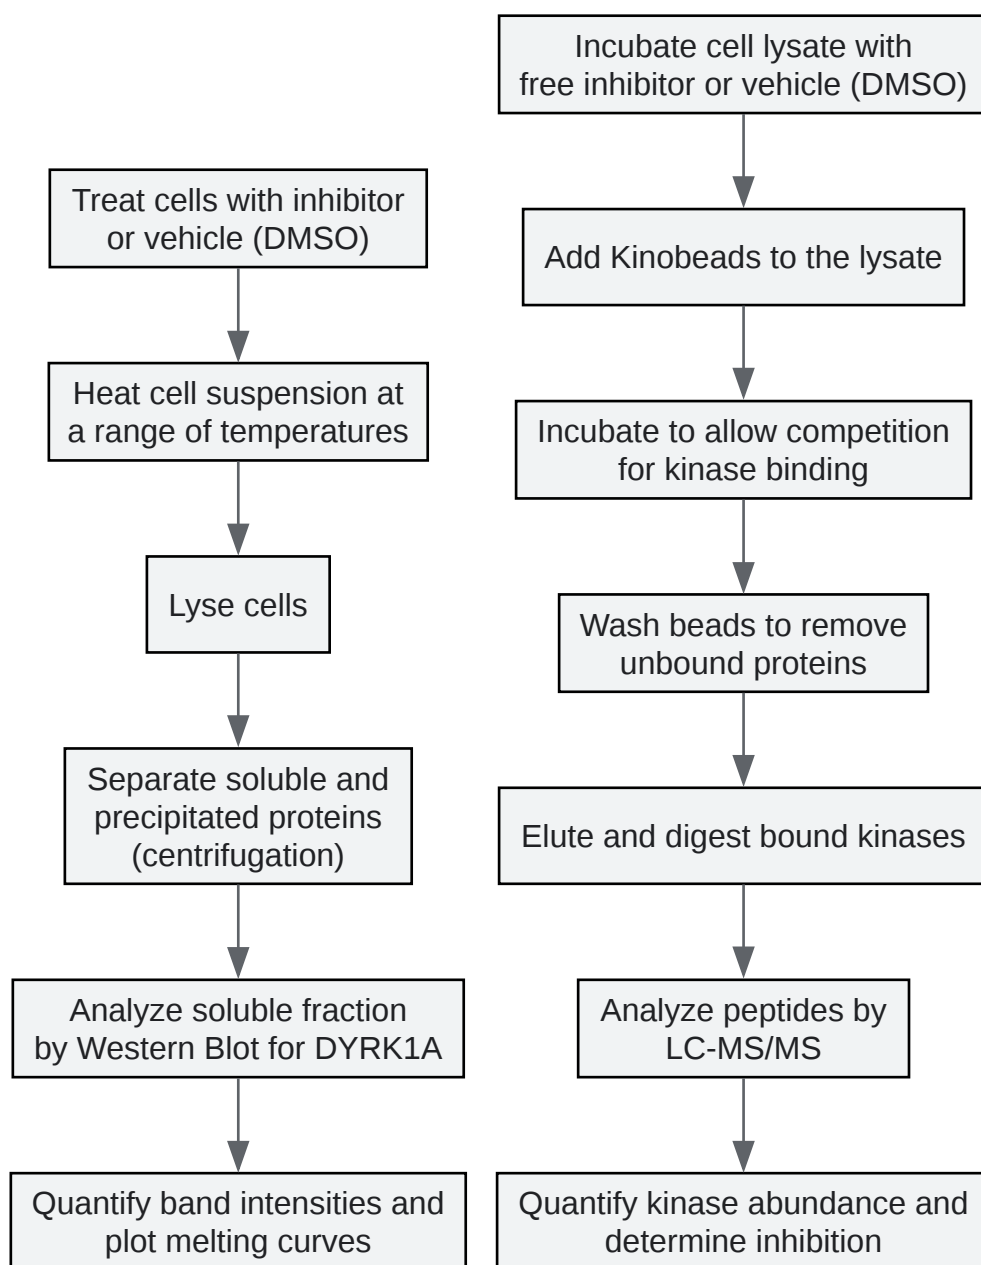 Treat cells with inhibitor
or vehicle (DMSO)
Heat cell suspension at
a range of temperatures
Lyse cells
Separate soluble and
precipitated proteins
(centrifugation)
Analyze soluble fraction
by Western Blot for DYRK1A
Quantify band intensities and
plot melting curves
Incubate cell lysate with
free inhibitor or vehicle (DMSO)
Add Kinobeads to the lysate
Incubate to allow competition
for kinase binding
Wash beads to remove
unbound proteins
Elute and digest bound kinases
Analyze peptides by
LC-MS/MS
Quantify kinase abundance and
determine inhibition